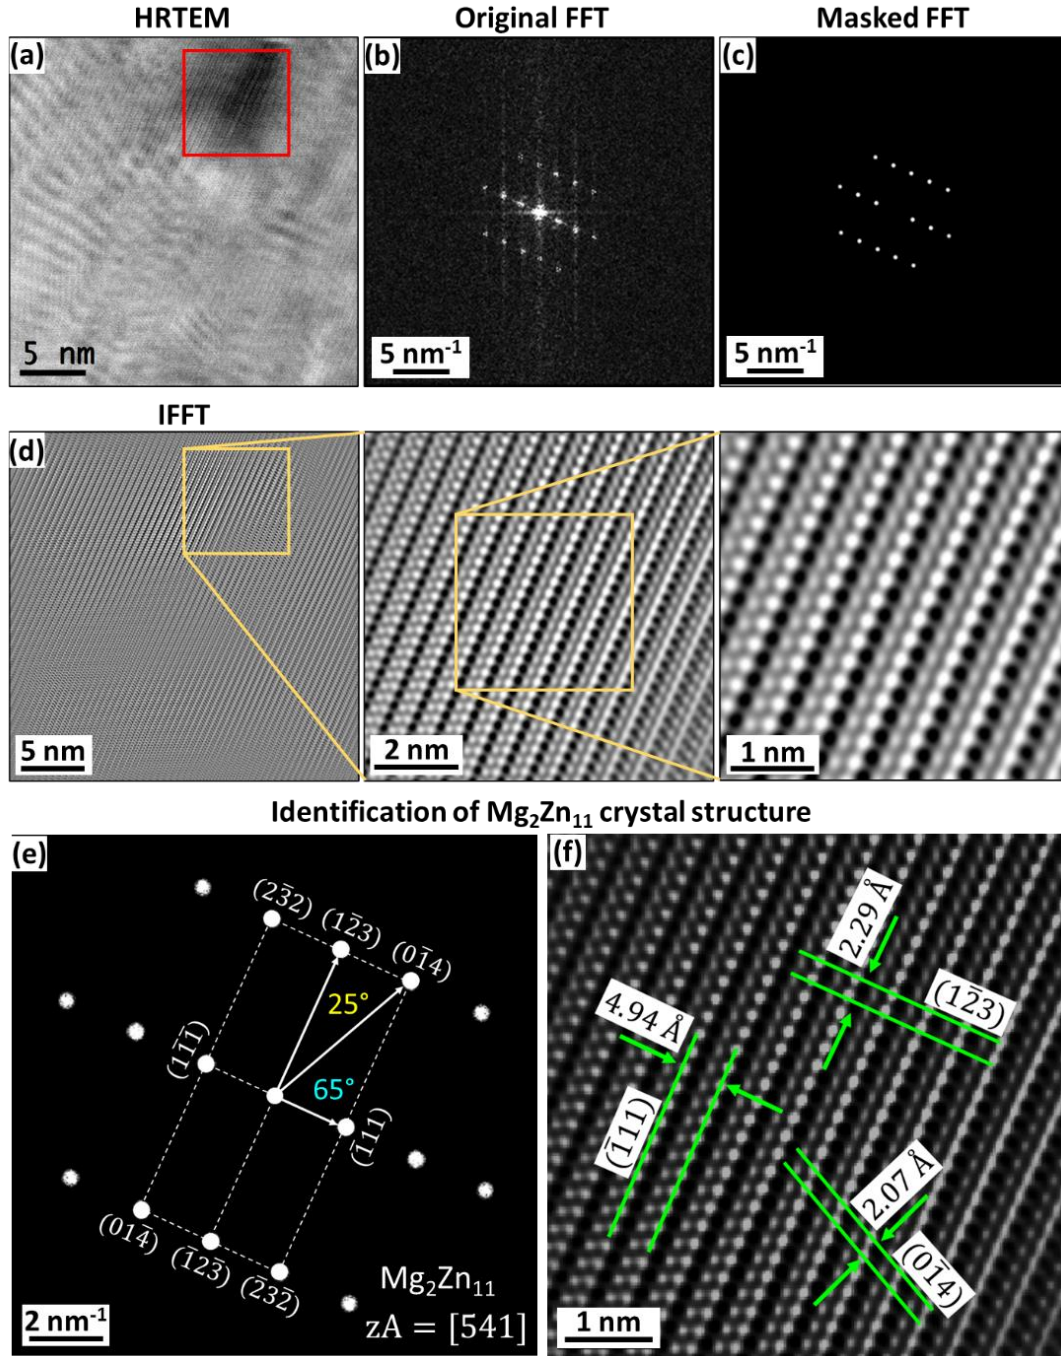 HRTEM
Original FFT
Masked FFT
(a)
(b)
(c)
5 nm
5 nm⁻¹
5 nm⁻¹
IFFT
(d)
5 nm
2 nm
1 nm
Identification of Mg₂Zn₁₁ crystal structure
(e)
(23̅2)
(12̅3)
(01̅4)
25°
(11̅1̅)
65°
(1̅11)
(014̅)
(123̅)
(2̅32̅)
Mg₂Zn₁₁
zA = [541]
2 nm⁻¹
(f)
2.29 Å
(12̅3)
4.94 Å
(1̅11)
2.07 Å
(01̅4)
1 nm